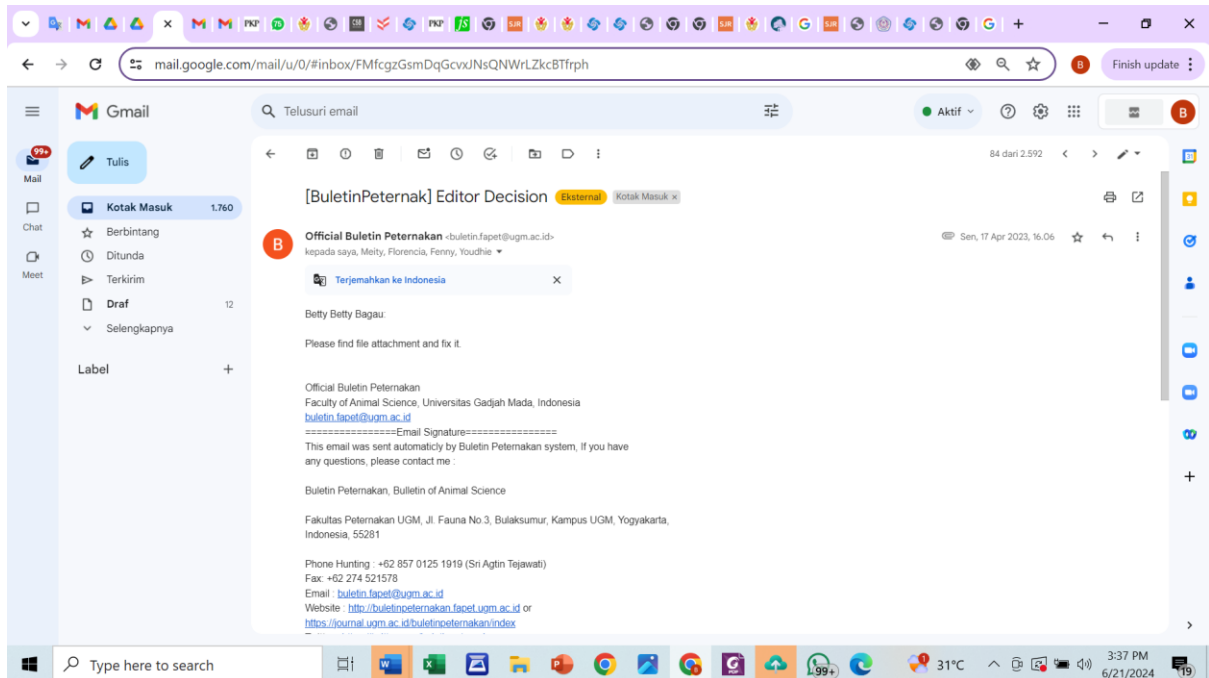 mail.google.com/mail/u/0/#inbox/FMfcgzGsmDqGcvxJNsQNWrLZkcBTfrph
B
Finish update
Gmail
Telusuri email
Aktif
B
99+
Mail
Chat
Meet
Tulis
Kotak Masuk 1.760
Berbintang
Ditunda
Terkirim
Draf 12
Selengkapnya
Label
84 dari 2.592
[BuletinPeternak] Editor Decision Eksternal Kotak Masuk ×
B
Official Buletin Peternakan <buletin.fapet@ugm.ac.id>
Sen, 17 Apr 2023, 16.06
kepada saya, Meity, Florencia, Fenny, Youdhie
Terjemahkan ke Indonesia
Betty Betty Bagau:
Please find file attachment and fix it.
Official Buletin Peternakan
Faculty of Animal Science, Universitas Gadjah Mada, Indonesia
buletin.fapet@ugm.ac.id
================Email Signature================
This email was sent automaticly by Buletin Peternakan system, If you have
any questions, please contact me :
Buletin Peternakan, Bulletin of Animal Science
Fakultas Peternakan UGM, Jl. Fauna No.3, Bulaksumur, Kampus UGM, Yogyakarta,
Indonesia, 55281
Phone Hunting : +62 857 0125 1919 (Sri Agtin Tejawati)
Fax: +62 274 521578
Email : buletin.fapet@ugm.ac.id
Website : http://buletinpeternakan.fapet.ugm.ac.id or
https://journal.ugm.ac.id/buletinpeternakan/index
Type here to search
99+
31°C
3:37 PM
6/21/2024
19